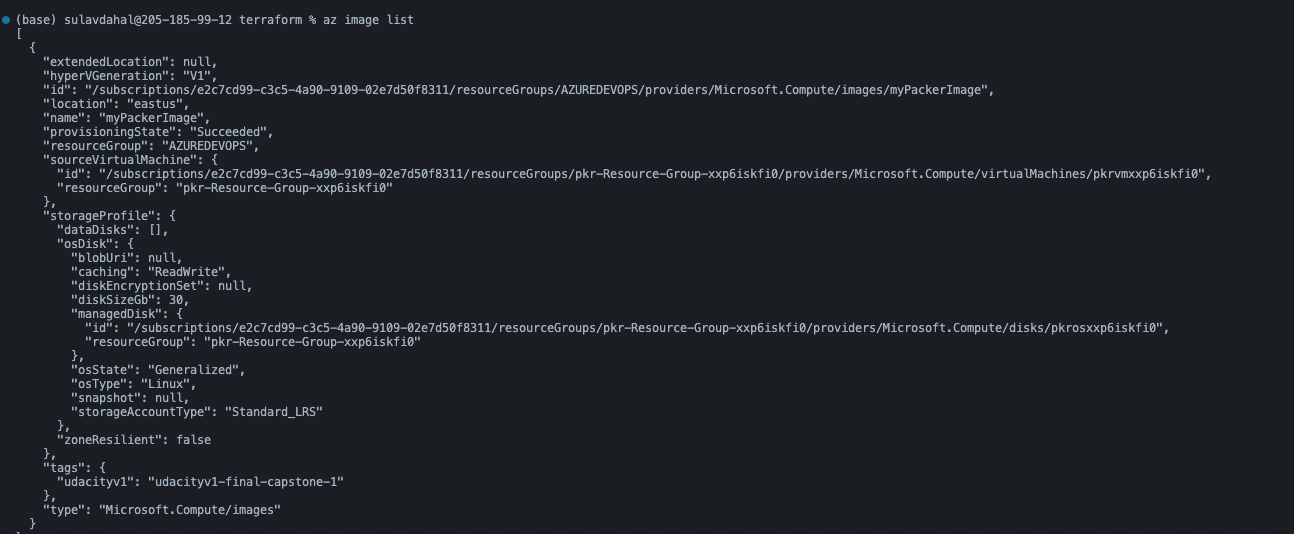 (base) sulavdahal@205-185-99-12 terraform % az image list
[
  {
    "extendedLocation": null,
    "hyperVGeneration": "V1",
    "id": "/subscriptions/e2c7cd99-c3c5-4a90-9109-02e7d50f8311/resourceGroups/AZUREDEVOPS/providers/Microsoft.Compute/images/myPackerImage",
    "location": "eastus",
    "name": "myPackerImage",
    "provisioningState": "Succeeded",
    "resourceGroup": "AZUREDEVOPS",
    "sourceVirtualMachine": {
      "id": "/subscriptions/e2c7cd99-c3c5-4a90-9109-02e7d50f8311/resourceGroups/pkr-Resource-Group-xxp6iskfi0/providers/Microsoft.Compute/virtualMachines/pkrvmxxp6iskfi0",
      "resourceGroup": "pkr-Resource-Group-xxp6iskfi0"
    },
    "storageProfile": {
      "dataDisks": [],
      "osDisk": {
        "blobUri": null,
        "caching": "ReadWrite",
        "diskEncryptionSet": null,
        "diskSizeGb": 30,
        "managedDisk": {
          "id": "/subscriptions/e2c7cd99-c3c5-4a90-9109-02e7d50f8311/resourceGroups/pkr-Resource-Group-xxp6iskfi0/providers/Microsoft.Compute/disks/pkrosxxp6iskfi0",
          "resourceGroup": "pkr-Resource-Group-xxp6iskfi0"
        },
        "osState": "Generalized",
        "osType": "Linux",
        "snapshot": null,
        "storageAccountType": "Standard_LRS"
      },
      "zoneResilient": false
    },
    "tags": {
      "udacityv1": "udacityv1-final-capstone-1"
    },
    "type": "Microsoft.Compute/images"
  }